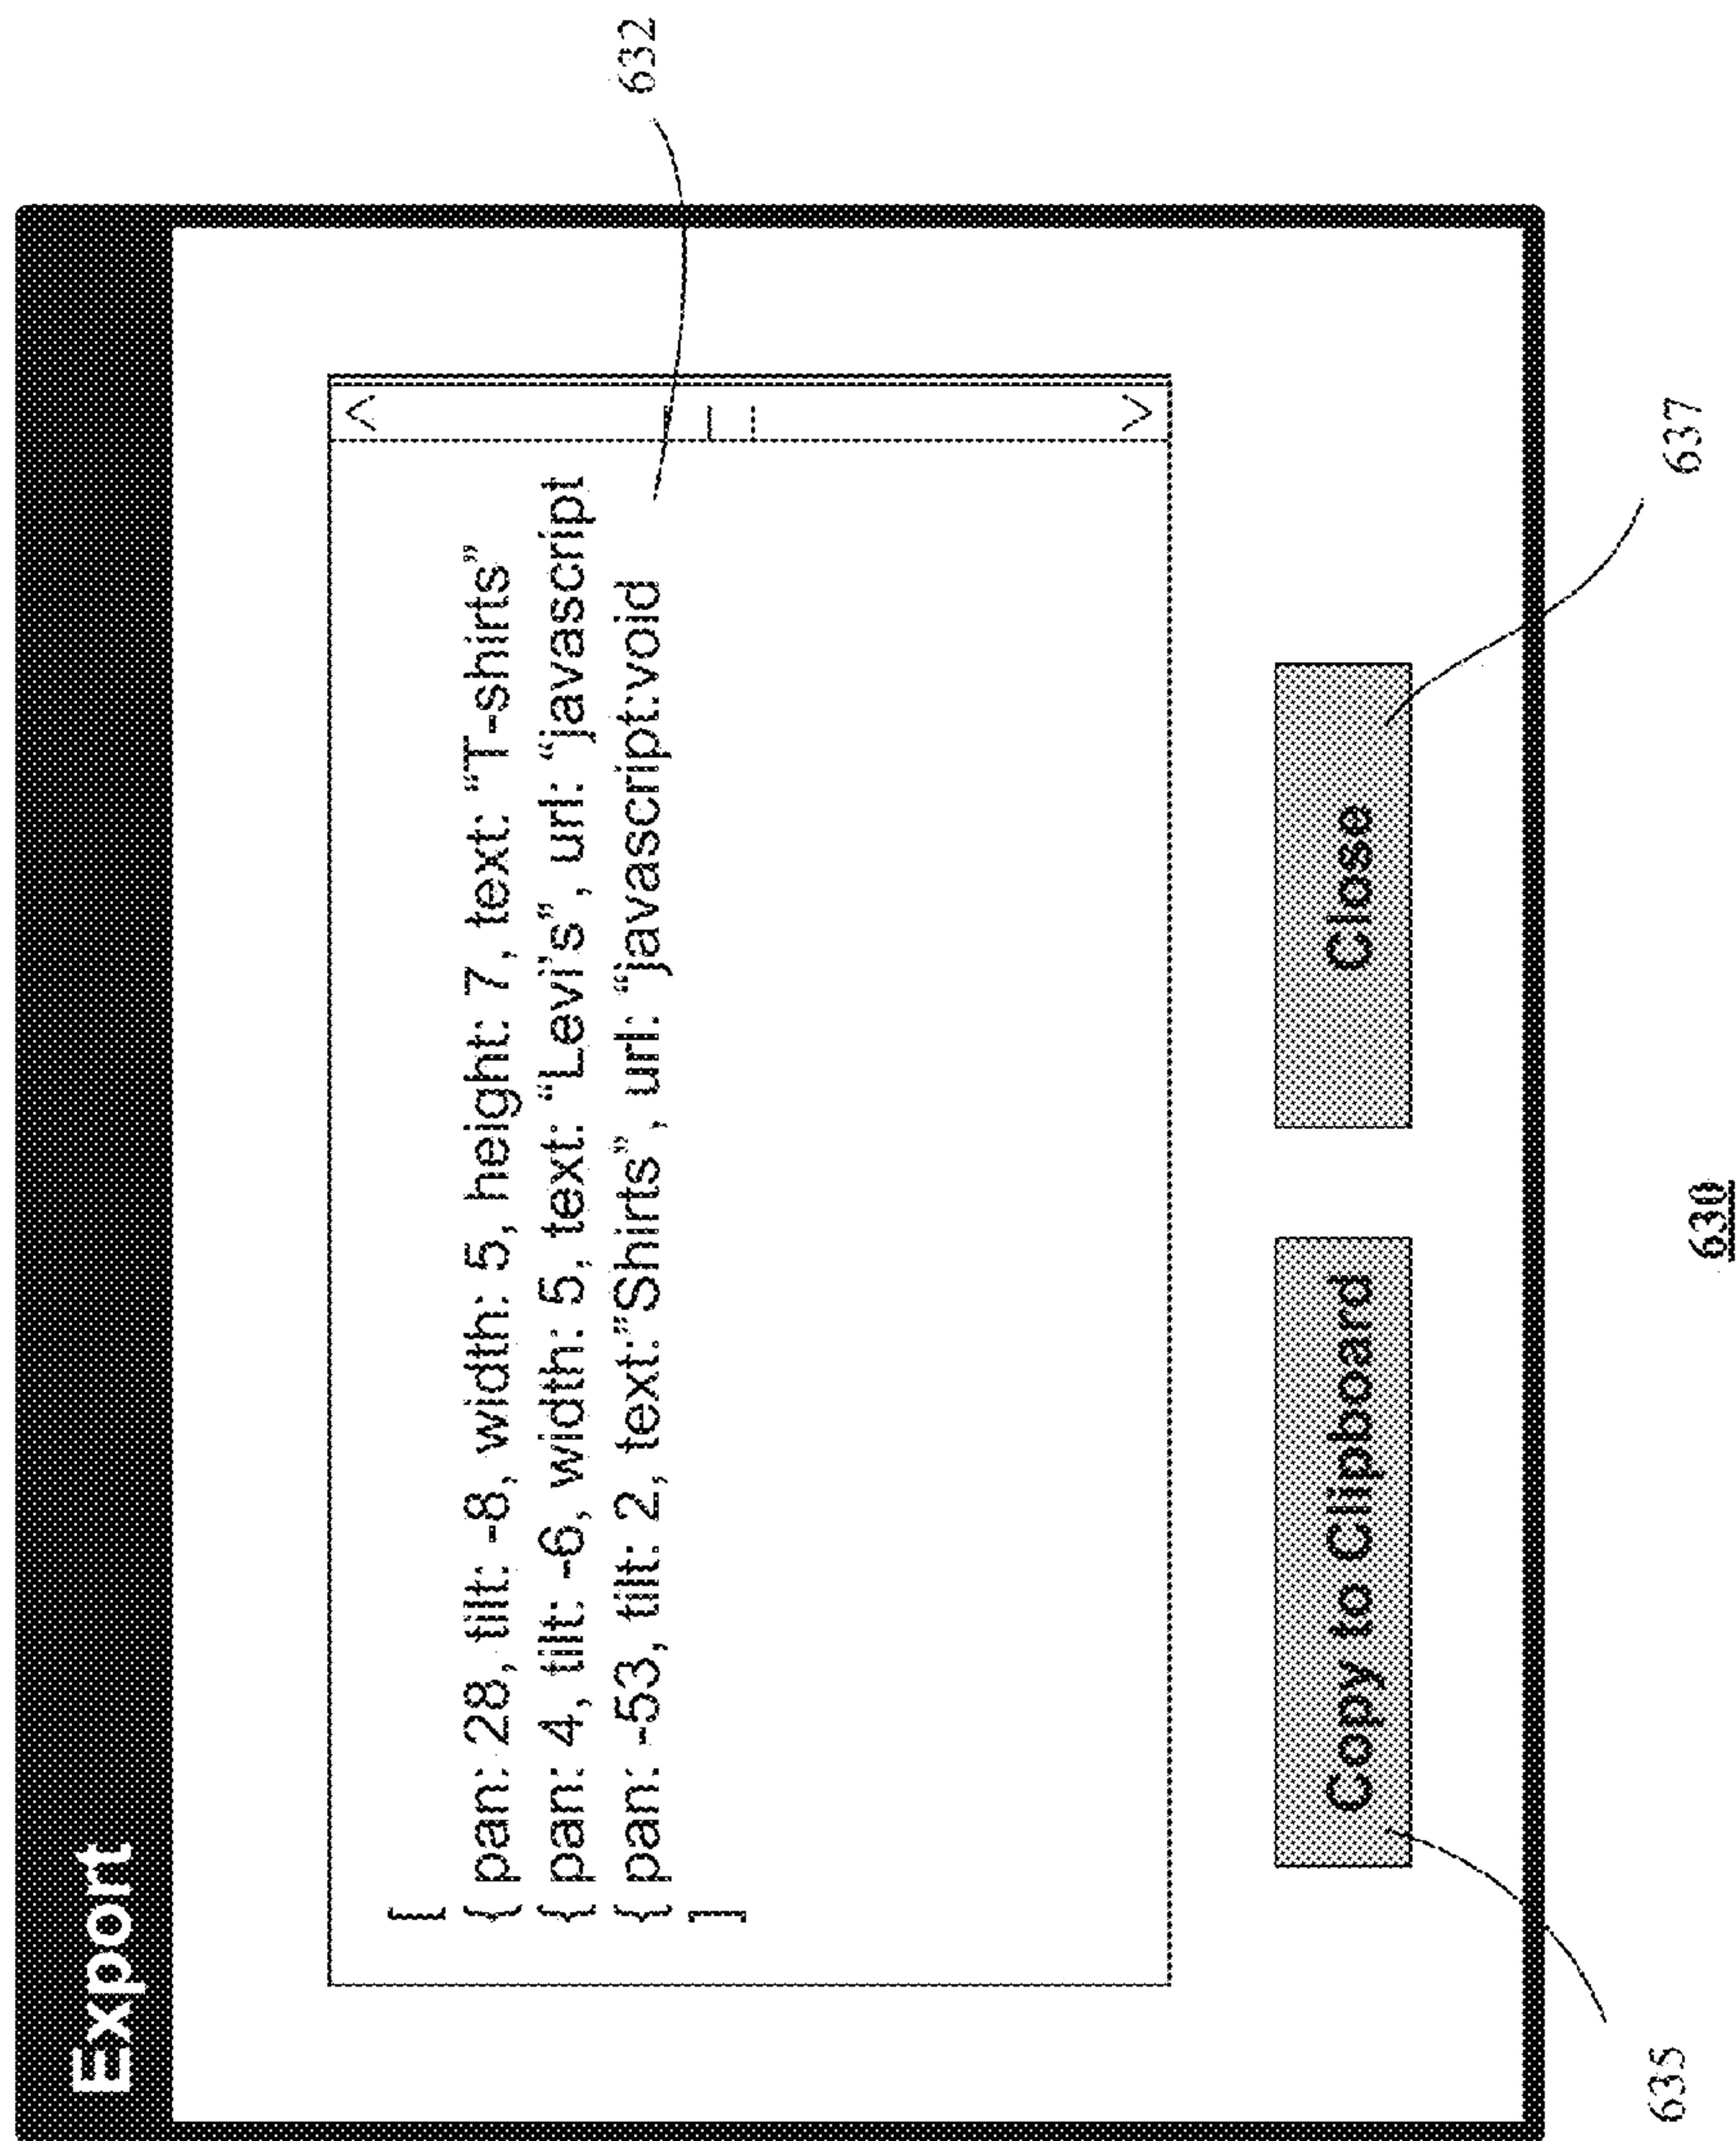 Export
632
[
{ pan: 28, tilt: -8, width: 5, height: 7, text: “T-shirts”
{ pan: 4, tilt: -6, width: 5, text: “Levi’s”, url: “javascript
{ pan: -53, tilt: 2, text:”Shirts”, url: “javascript:void
]
Copy to Clipboard
Close
635
637
630